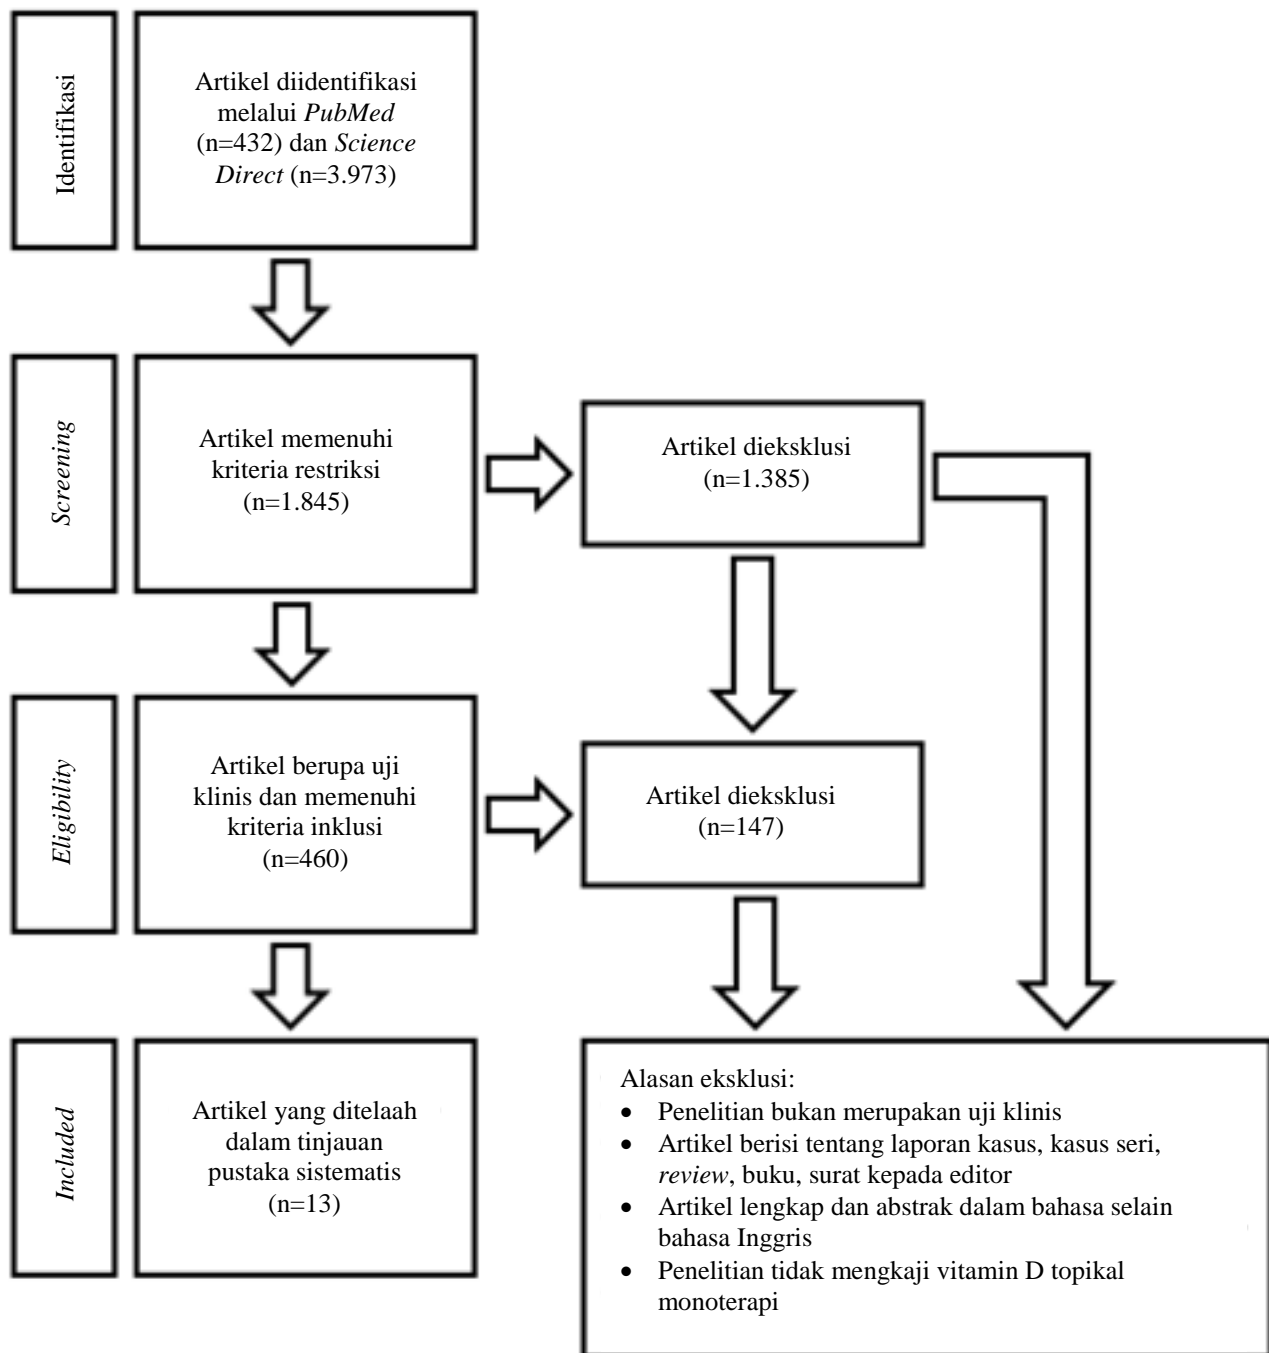 Identifikasi
Artikel diidentifikasi
melalui PubMed
(n=432) dan Science
Direct (n=3.973)
Screening
Artikel memenuhi
kriteria restriksi
(n=1.845)
Artikel dieksklusi
(n=1.385)
Eligibility
Artikel berupa uji
klinis dan memenuhi
kriteria inklusi
(n=460)
Artikel dieksklusi
(n=147)
Included
Artikel yang ditelaah
dalam tinjauan
pustaka sistematis
(n=13)
Alasan eksklusi:
• Penelitian bukan merupakan uji klinis
• Artikel berisi tentang laporan kasus, kasus seri,
review, buku, surat kepada editor
• Artikel lengkap dan abstrak dalam bahasa selain
bahasa Inggris
• Penelitian tidak mengkaji vitamin D topikal
monoterapi